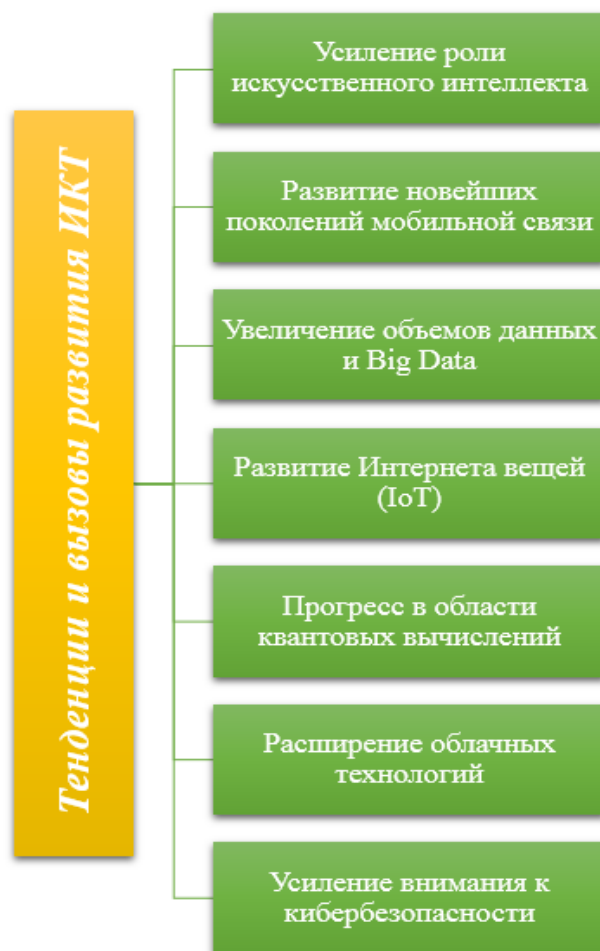 Тенденции и вызовы развития ИКТ
Усиление роли
искусственного интеллекта
Развитие новейших
поколений мобильной связи
Увеличение объемов данных
и Big Data
Развитие Интернета вещей
(IoT)
Прогресс в области
квантовых вычислений
Расширение облачных
технологий
Усиление внимания к
кибербезопасности